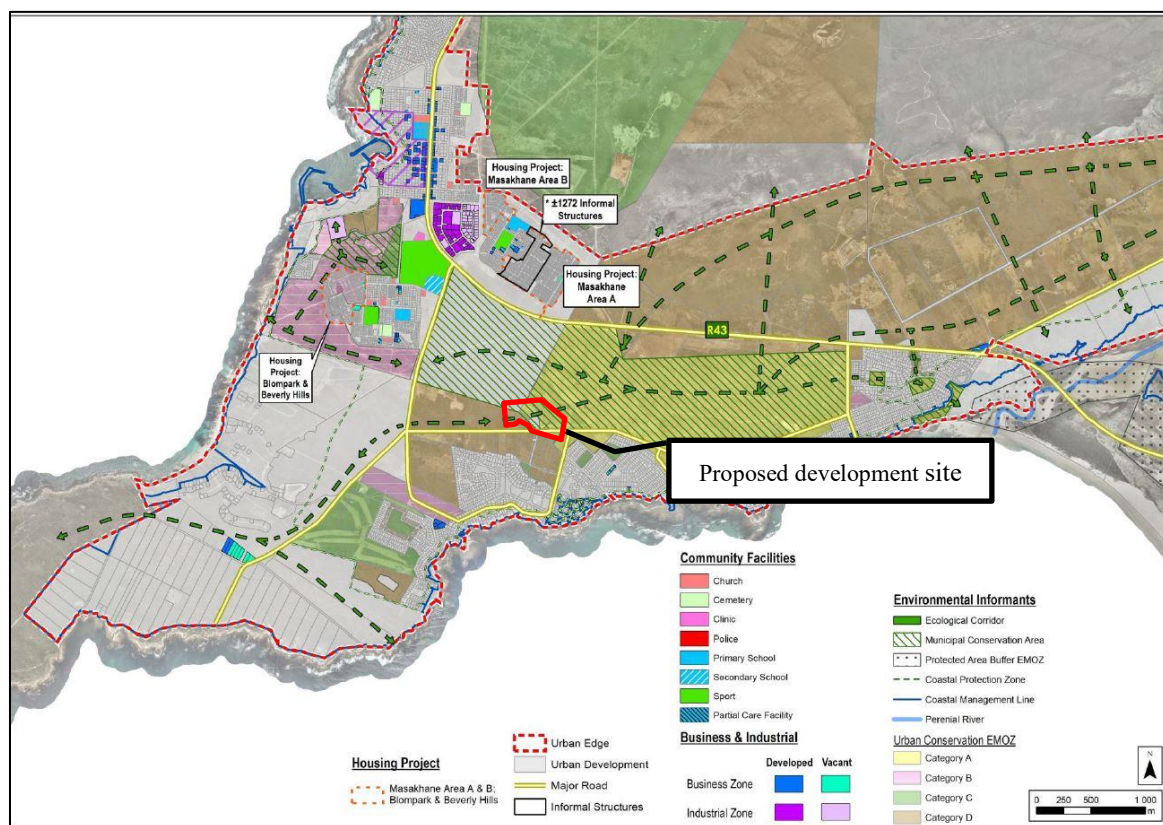 Housing Project:
Masakhane Area B
* ±1272 Informal
Structures
Housing Project:
Masakhane
Area A
R43
Housing
Project:
Blompark &
Beverly Hills
Proposed development site
Community Facilities
Church
Cemetery
Clinic
Police
Primary School
Secondary School
Sport
Partial Care Facility
Business & Industrial
Developed Vacant
Business Zone
Industrial Zone
Housing Project
Masakhane Area A & B;
Blompark & Beverly Hills
Urban Edge
Urban Development
Major Road
Informal Structures
Environmental Informants
Ecological Corridor
Municipal Conservation Area
Protected Area Buffer EMOZ
Coastal Protection Zone
Coastal Management Line
Perenial River
Urban Conservation EMOZ
Category A
Category B
Category C
Category D
N
0 250 500 1 000
m